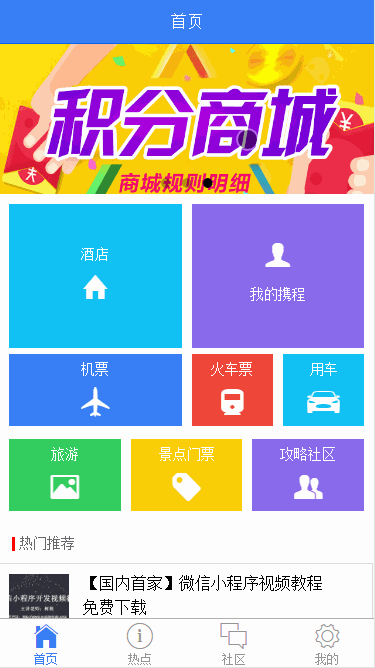 首页
积分商城
商城规则明细
酒店
我的携程
机票
火车票
用车
旅游
景点门票
攻略社区
热门推荐
【国内首家】微信小程序视频教程
免费下载
信小程序开发视频教
首页
热点
社区
我的